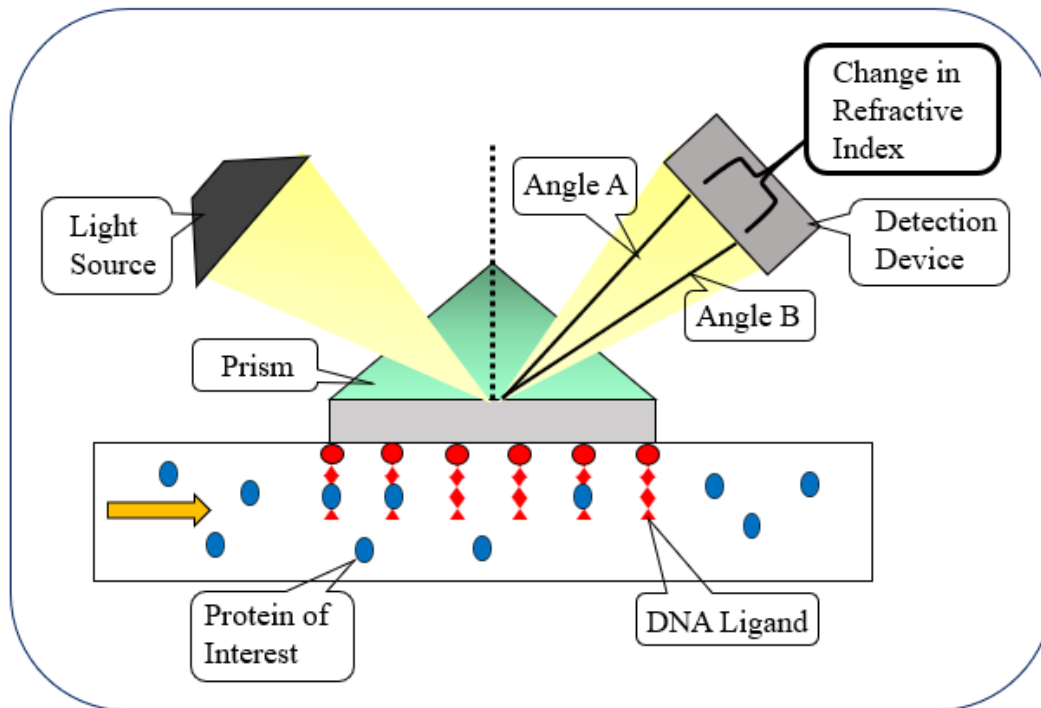 Change in
Refractive
Index
Angle A
Light
Source
Detection
Device
Angle B
Prism
Protein of
Interest
DNA Ligand